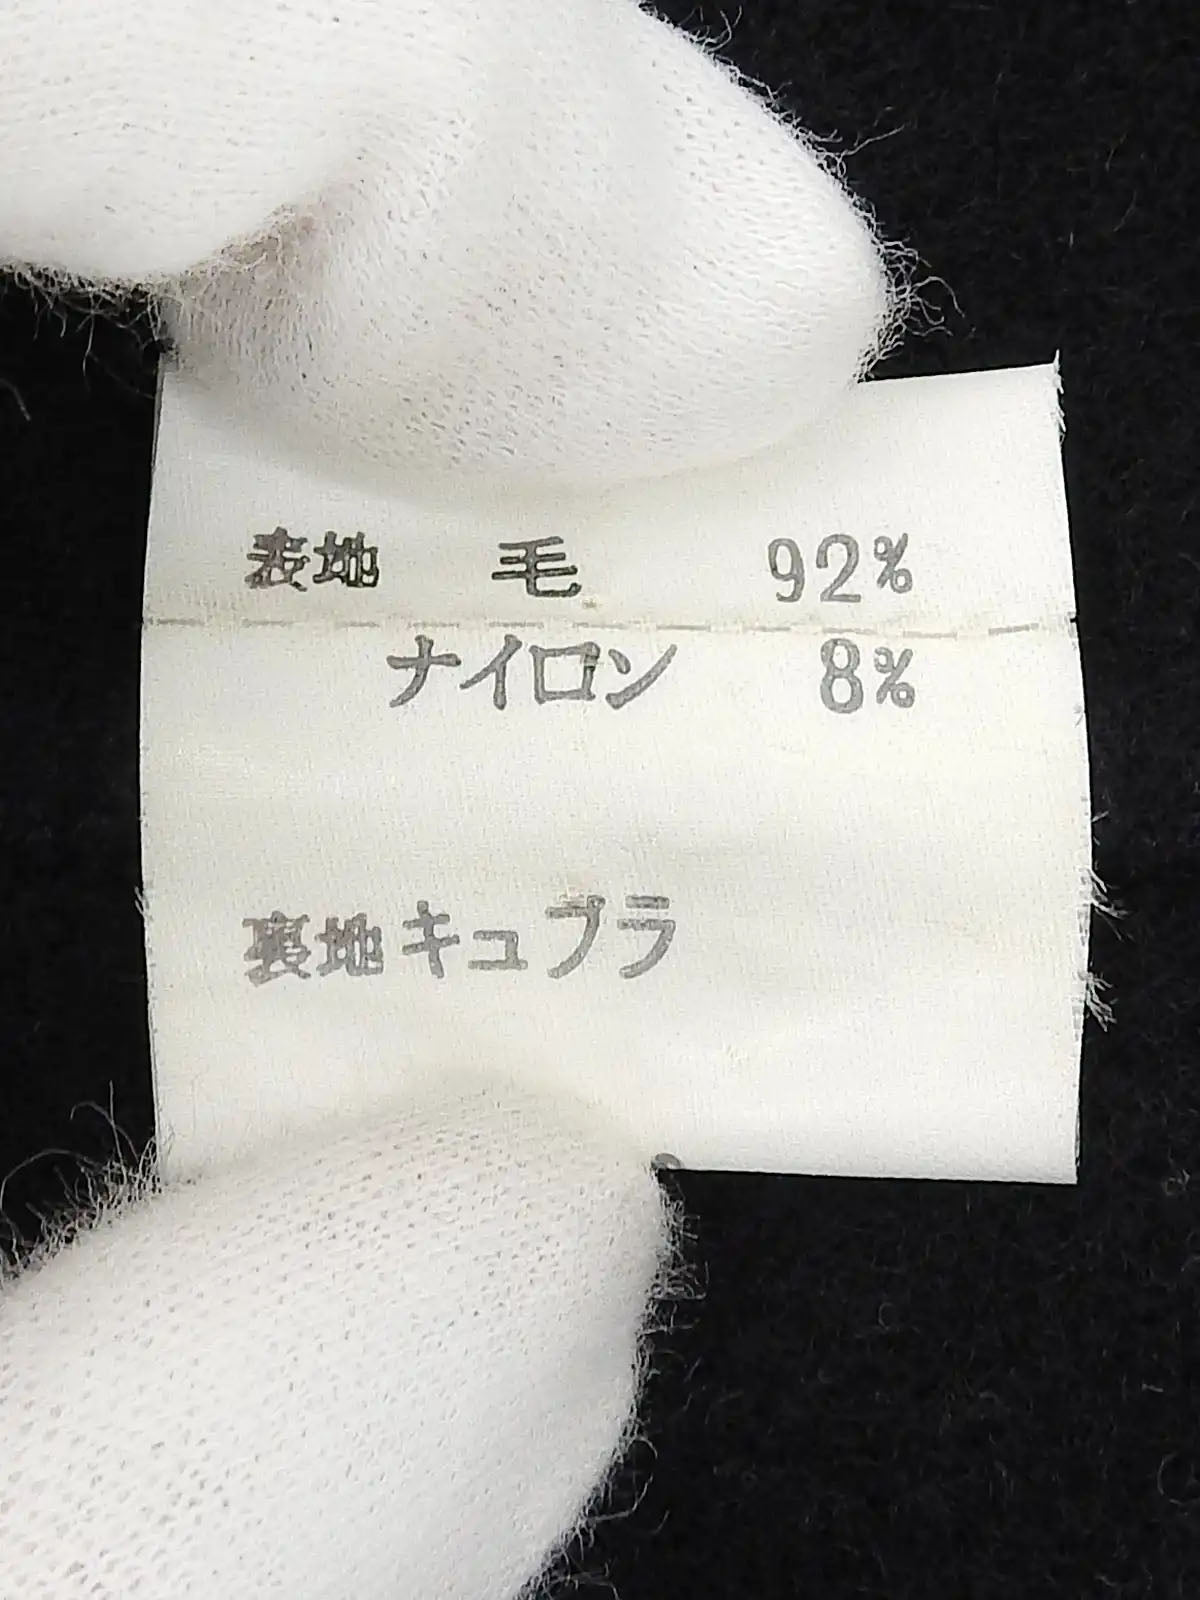 表地 毛 92%
ナイロン 8%
裏地キュプラ